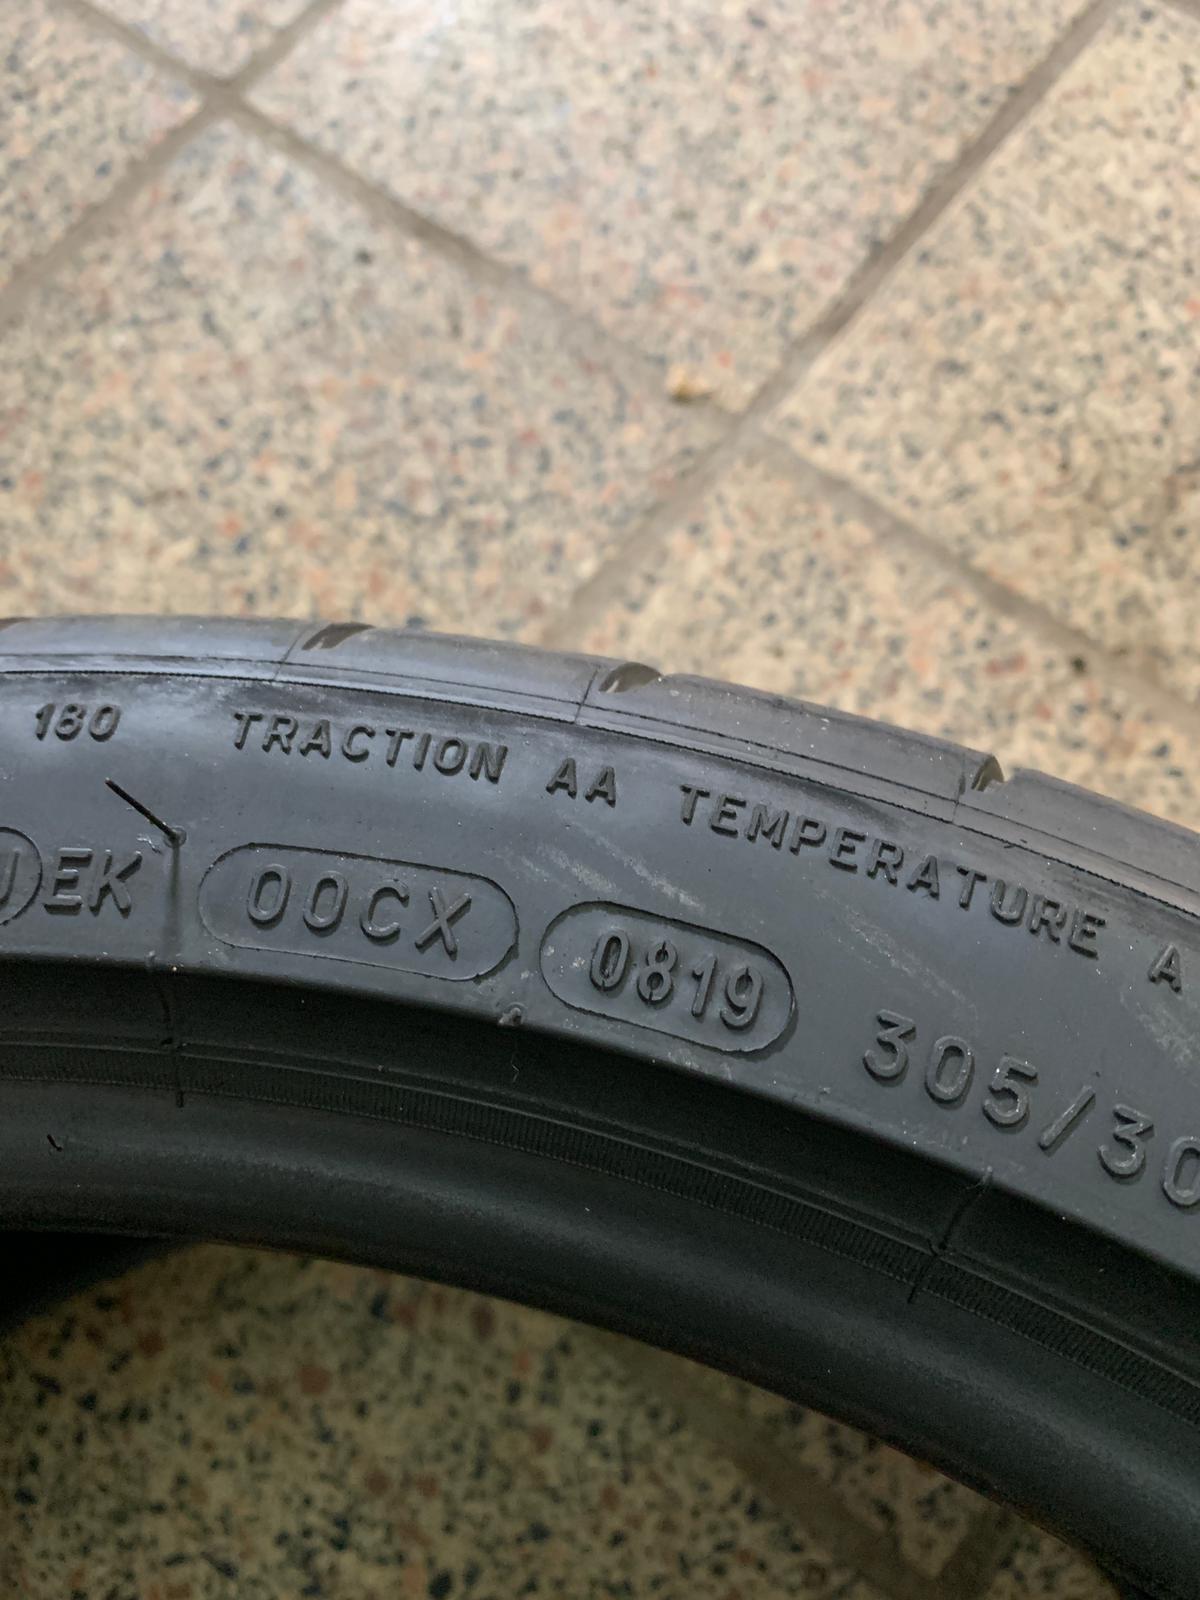 180 TRACTION AA TEMPERATURE A
EK 00CX 0819 305/30